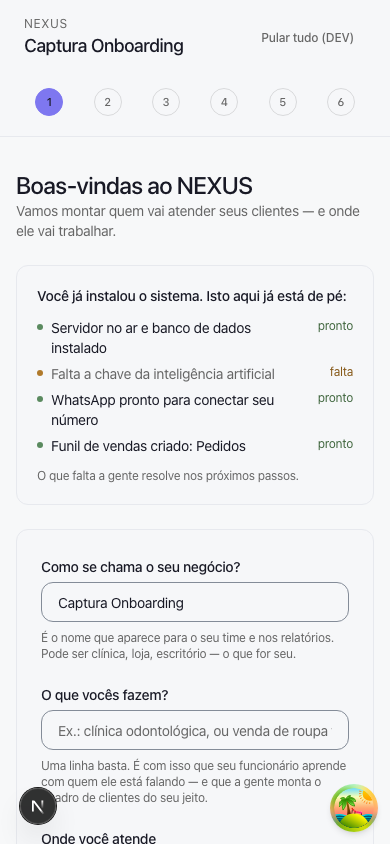 NEXUS
Captura Onboarding
Pular tudo (DEV)
1 2 3 4 5 6
Boas-vindas ao NEXUS
Vamos montar quem vai atender seus clientes — e onde
ele vai trabalhar.
Você já instalou o sistema. Isto aqui já está de pé:
Servidor no ar e banco de dados
instalado
pronto
Falta a chave da inteligência artificial
falta
WhatsApp pronto para conectar seu
número
pronto
Funil de vendas criado: Pedidos
pronto
O que falta a gente resolve nos próximos passos.
Como se chama o seu negócio?
Captura Onboarding
É o nome que aparece para o seu time e nos relatórios.
Pode ser clínica, loja, escritório — o que for seu.
O que vocês fazem?
Ex.: clínica odontológica, ou venda de roupa
Uma linha basta. É com isso que seu funcionário aprende
com quem ele está falando — e que a gente monta o
de clientes do seu jeito.
N
Onde você atende